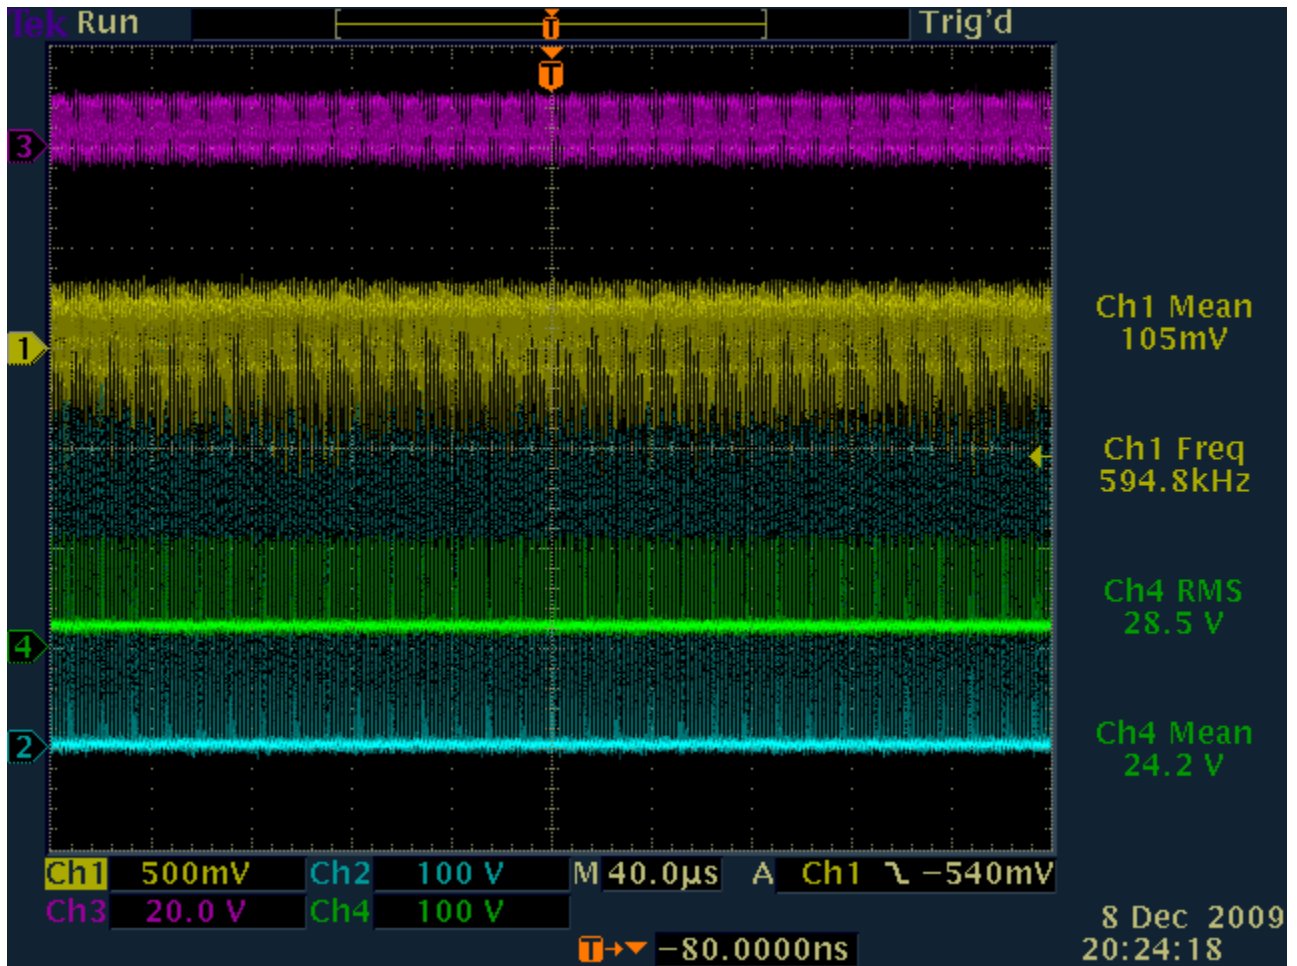 Tek Run Trig'd
T
T
3
1
4
2
Ch1 Mean
105mV
Ch1 Freq
594.8kHz
Ch4 RMS
28.5 V
Ch4 Mean
24.2 V
Ch1 500mV Ch2 100 V M 40.0µs A Ch1 -540mV
Ch3 20.0 V Ch4 100 V
T -80.0000ns
8 Dec 2009
20:24:18